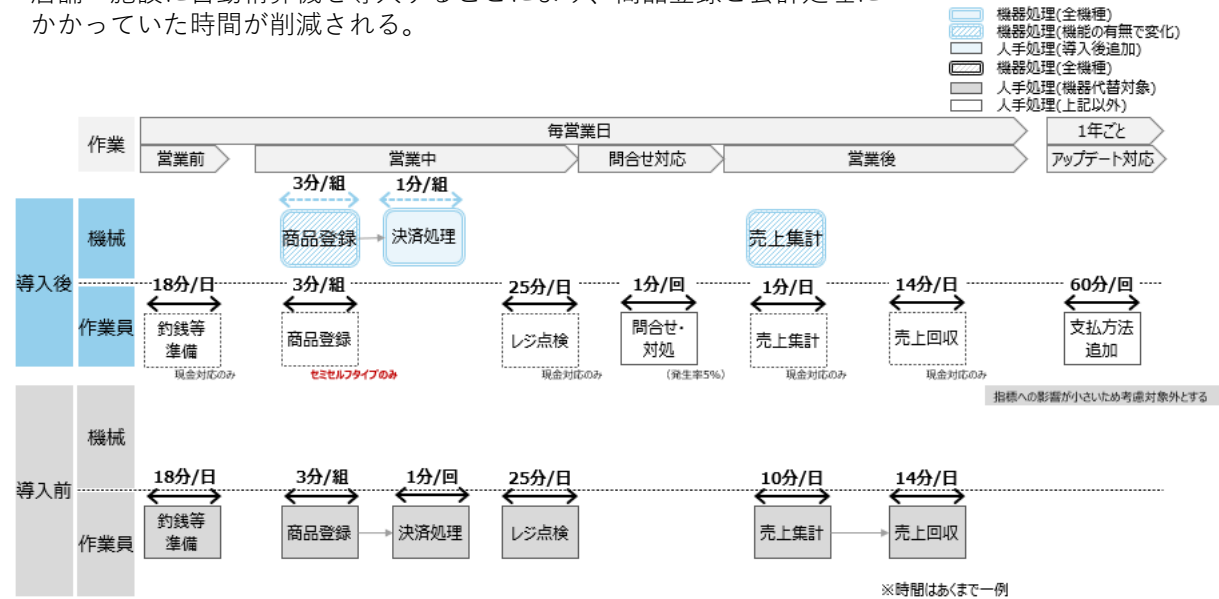 かかっていた時間が削減される。
機器処理(全機種)
機器処理(機能の有無で変化)
人手処理(導入後追加)
機器処理(全機種)
人手処理(機器代替対象)
人手処理(上記以外)
作業
毎営業日
1年ごと
営業前
営業中
問合せ対応
営業後
アップデート対応
3分/組
1分/組
導入後
機械
商品登録
決済処理
売上集計
18分/日
3分/組
25分/日
1分/回
1分/日
14分/日
60分/回
作業員
釣銭等
準備
商品登録
レジ点検
問合せ・
対処
売上集計
売上回収
支払方法
追加
現金対応のみ
セミセルフタイプのみ
現金対応のみ
(発生率5%)
現金対応のみ
現金対応のみ
指標への影響が小さいため考慮対象外とする
導入前
機械
18分/日
3分/組
1分/回
25分/日
10分/日
14分/日
作業員
釣銭等
準備
商品登録
決済処理
レジ点検
売上集計
売上回収
※時間はあくまで一例